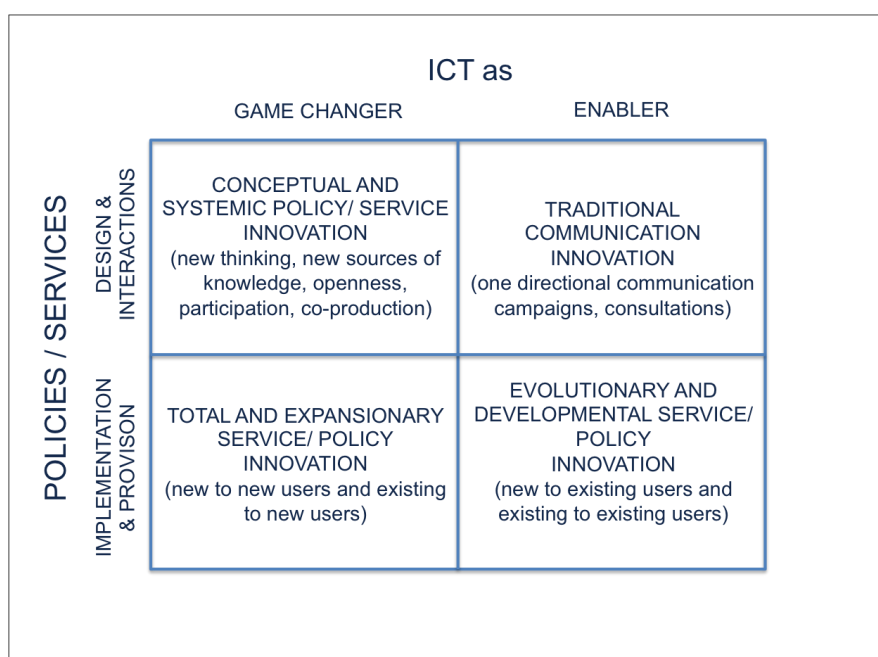 ICT as
GAME CHANGER
ENABLER
POLICIES / SERVICES
DESIGN &
INTERACTIONS
CONCEPTUAL AND
SYSTEMIC POLICY/ SERVICE
INNOVATION
(new thinking, new sources of
knowledge, openness,
participation, co-production)
TRADITIONAL
COMMUNICATION
INNOVATION
(one directional communication
campaigns, consultations)
IMPLEMENTATION
& PROVISON
TOTAL AND EXPANSIONARY
SERVICE/ POLICY
INNOVATION
(new to new users and existing
to new users)
EVOLUTIONARY AND
DEVELOPMENTAL SERVICE/
POLICY
INNOVATION
(new to existing users and
existing to existing users)